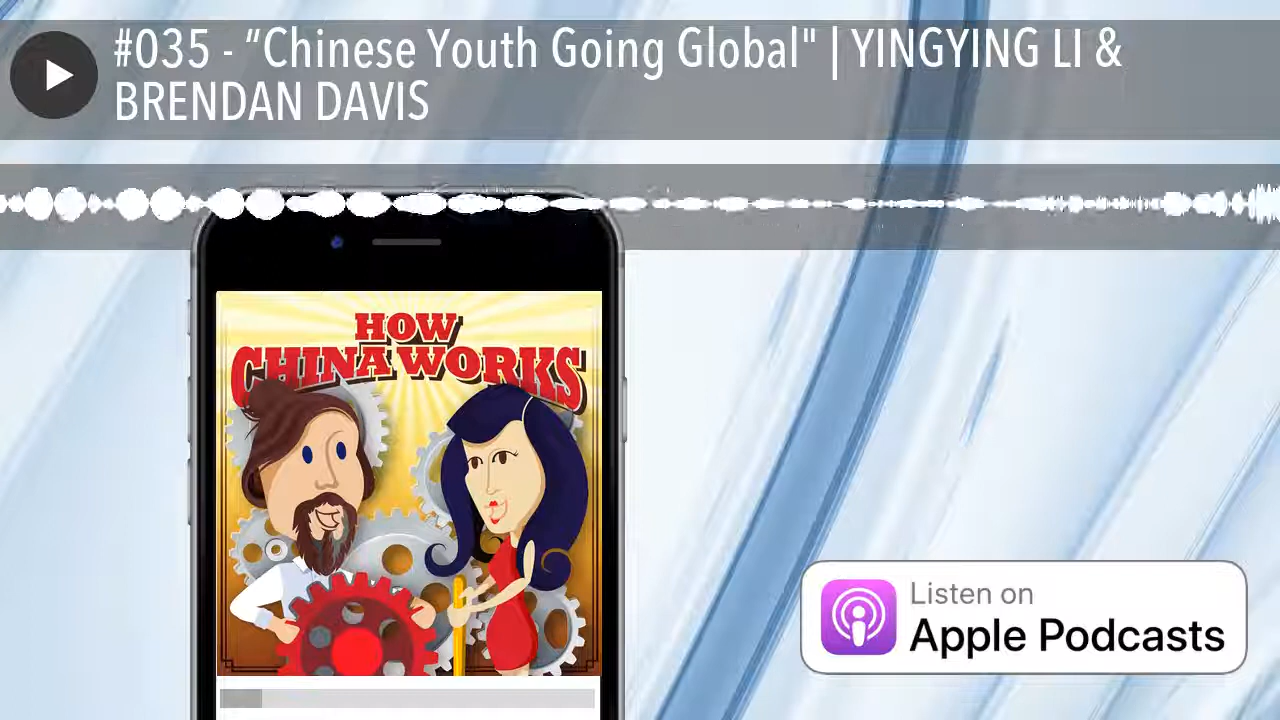 #035 - “Chinese Youth Going Global" | YINGYING LI &
BRENDAN DAVIS
HOW
CHINA WORKS
Listen on
Apple Podcasts